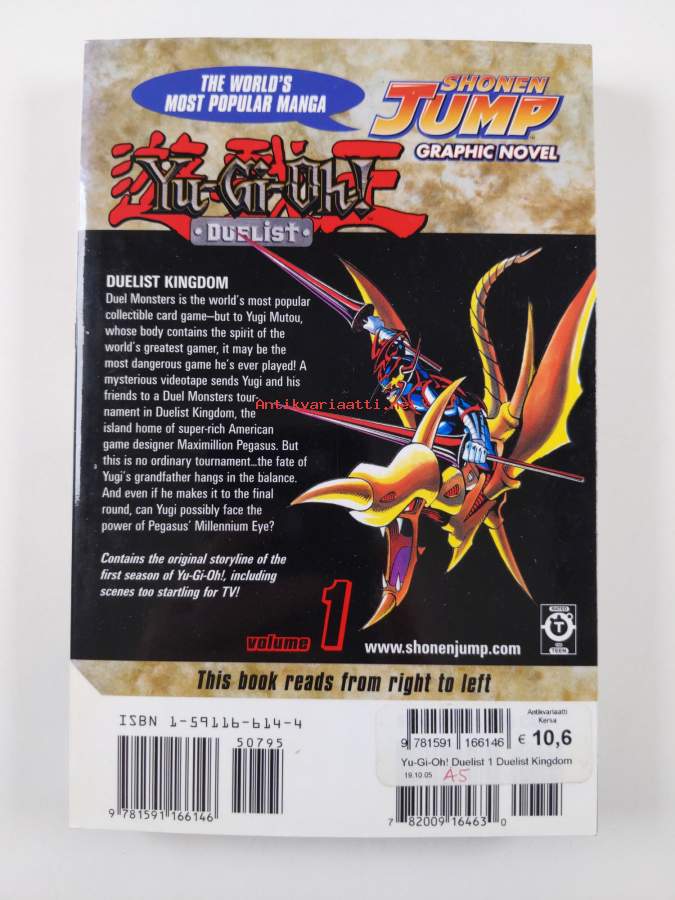 THE WORLD'S
MOST POPULAR MANGA
SHONEN
JUMP
GRAPHIC NOVEL
遊戯王
Yu-Gi-Oh!
DUELIST
DUELIST KINGDOM
Duel Monsters is the world's most popular
collectible card game–but to Yugi Mutou,
whose body contains the spirit of the
world's greatest gamer, it may be the
most dangerous game he's ever played! A
mysterious videotape sends Yugi and his
friends to a Duel Monsters tour-
nament in Duelist Kingdom, the
island home of super-rich American
game designer Maximillion Pegasus. But
this is no ordinary tournament...the fate of
Yugi's grandfather hangs in the balance.
And even if he makes it to the final
round, can Yugi possibly face the
power of Pegasus' Millennium Eye?
Contains the original storyline of the
first season of Yu-Gi-Oh!, including
scenes too startling for TV!
Antikvariaatti.net
volume 1
www.shonenjump.com
RATED
T
TEEN
This book reads from right to left
ISBN 1-59116-614-4
50795
9 781591 166146
Antikvariaatti
Kersa
9 781591 166146 € 10,6
Yu-Gi-Oh! Duelist 1 Duelist Kingdom
19.10.05 A5
7 82009 16463 0